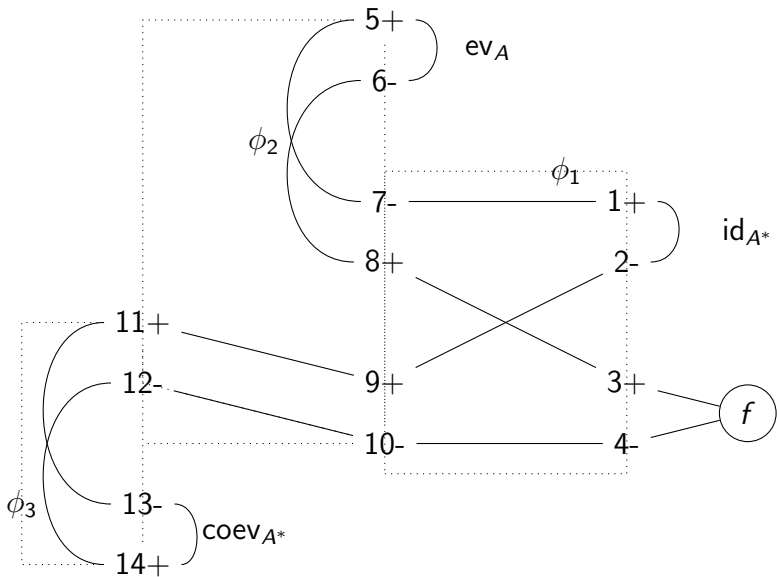 5+
ev_A
6-
ϕ_2
ϕ_1
7-
1+
id_{A*}
8+
2-
11+
12-
9+
3+
f
10-
4-
ϕ_3
13-
coev_{A*}
14+